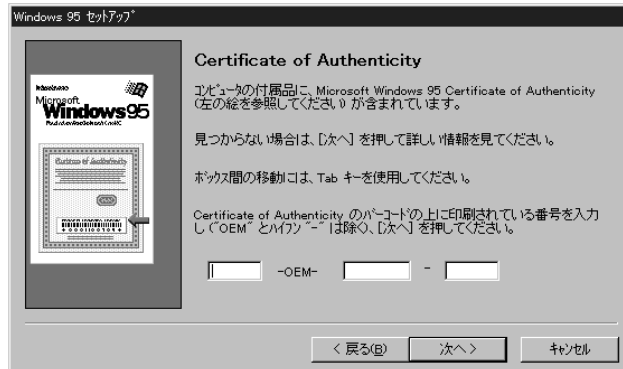 Windows 95 セットアップ
Certificate of Authenticity
コンピュータの付属品に、Microsoft Windows 95 Certificate of Authenticity
(左の絵を参照してください) が含まれています。
見つからない場合は、[次へ] を押して詳しい情報を見てください。
ボックス間の移動には、Tab キーを使用してください。
Certificate of Authenticity のバーコードの上に印刷されている番号を入力
し ("OEM" とハイフン "-" は除く)、[次へ] を押してください。
Microsoft
Windows95
Certificate of Authenticity
-OEM-
-
< 戻る(B)
次へ >
キャンセル